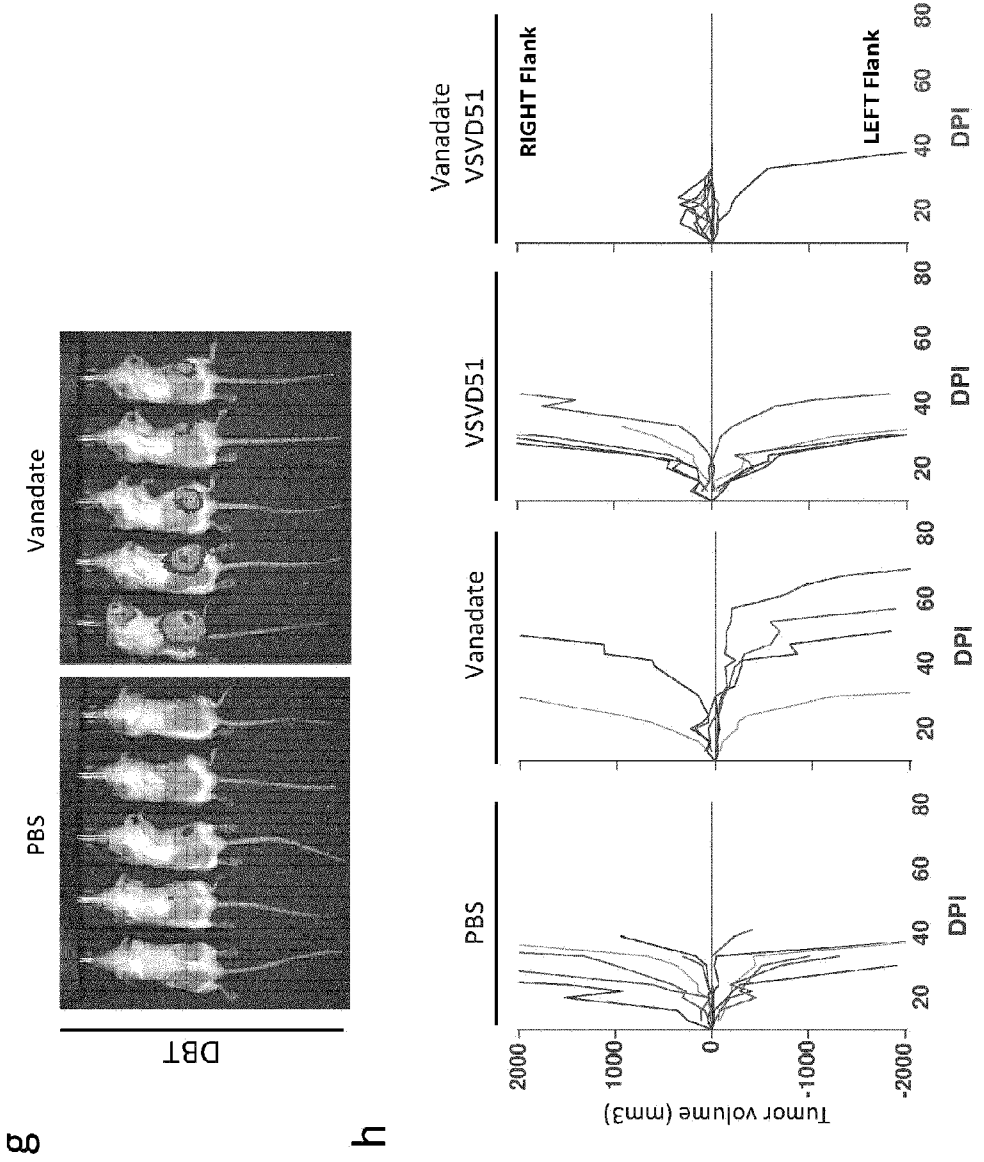 g
PBS
Vanadate
DBT
h
PBS
Vanadate
VSVD51
Vanadate
VSVD51
RIGHT Flank
LEFT Flank
Tumor volume (mm3)
2000
1000
0
-1000
-2000
20 40 60 80
DPI
20 40 60 80
DPI
20 40 60 80
DPI
20 40 60 80
DPI